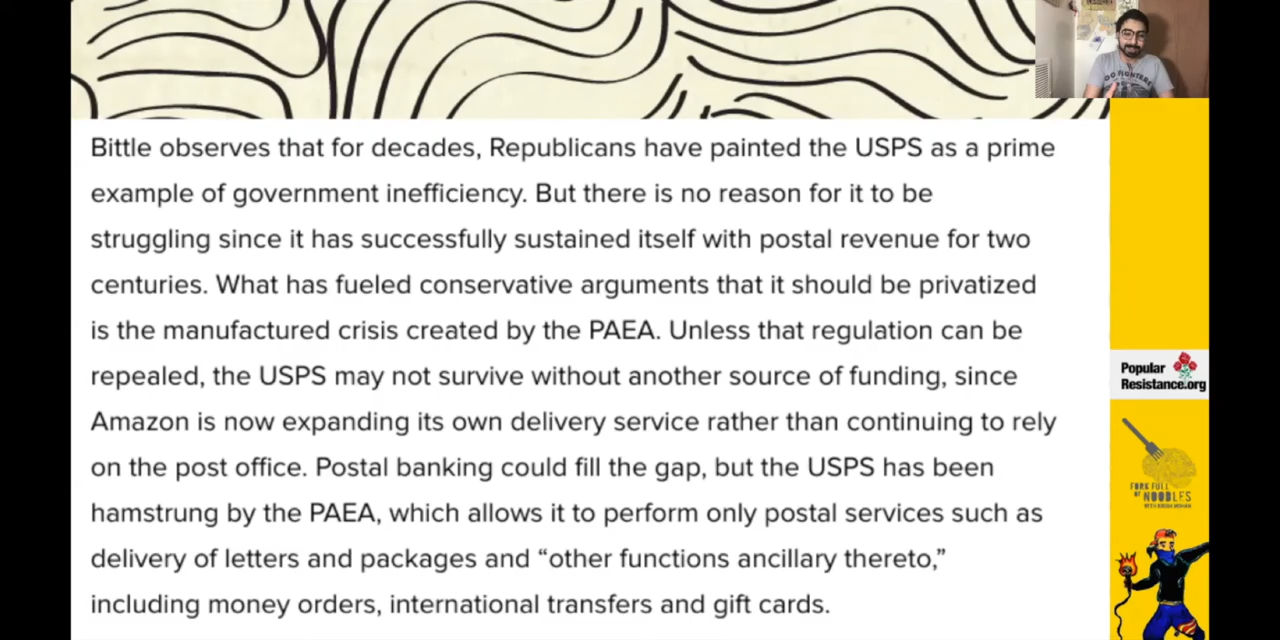 Bittle observes that for decades, Republicans have painted the USPS as a prime
example of government inefficiency. But there is no reason for it to be
struggling since it has successfully sustained itself with postal revenue for two
centuries. What has fueled conservative arguments that it should be privatized
is the manufactured crisis created by the PAEA. Unless that regulation can be
repealed, the USPS may not survive without another source of funding, since
Amazon is now expanding its own delivery service rather than continuing to rely
on the post office. Postal banking could fill the gap, but the USPS has been
hamstrung by the PAEA, which allows it to perform only postal services such as
delivery of letters and packages and “other functions ancillary thereto,”
including money orders, international transfers and gift cards.
Popular
Resistance.org
FORK FULL
OF NOODLES